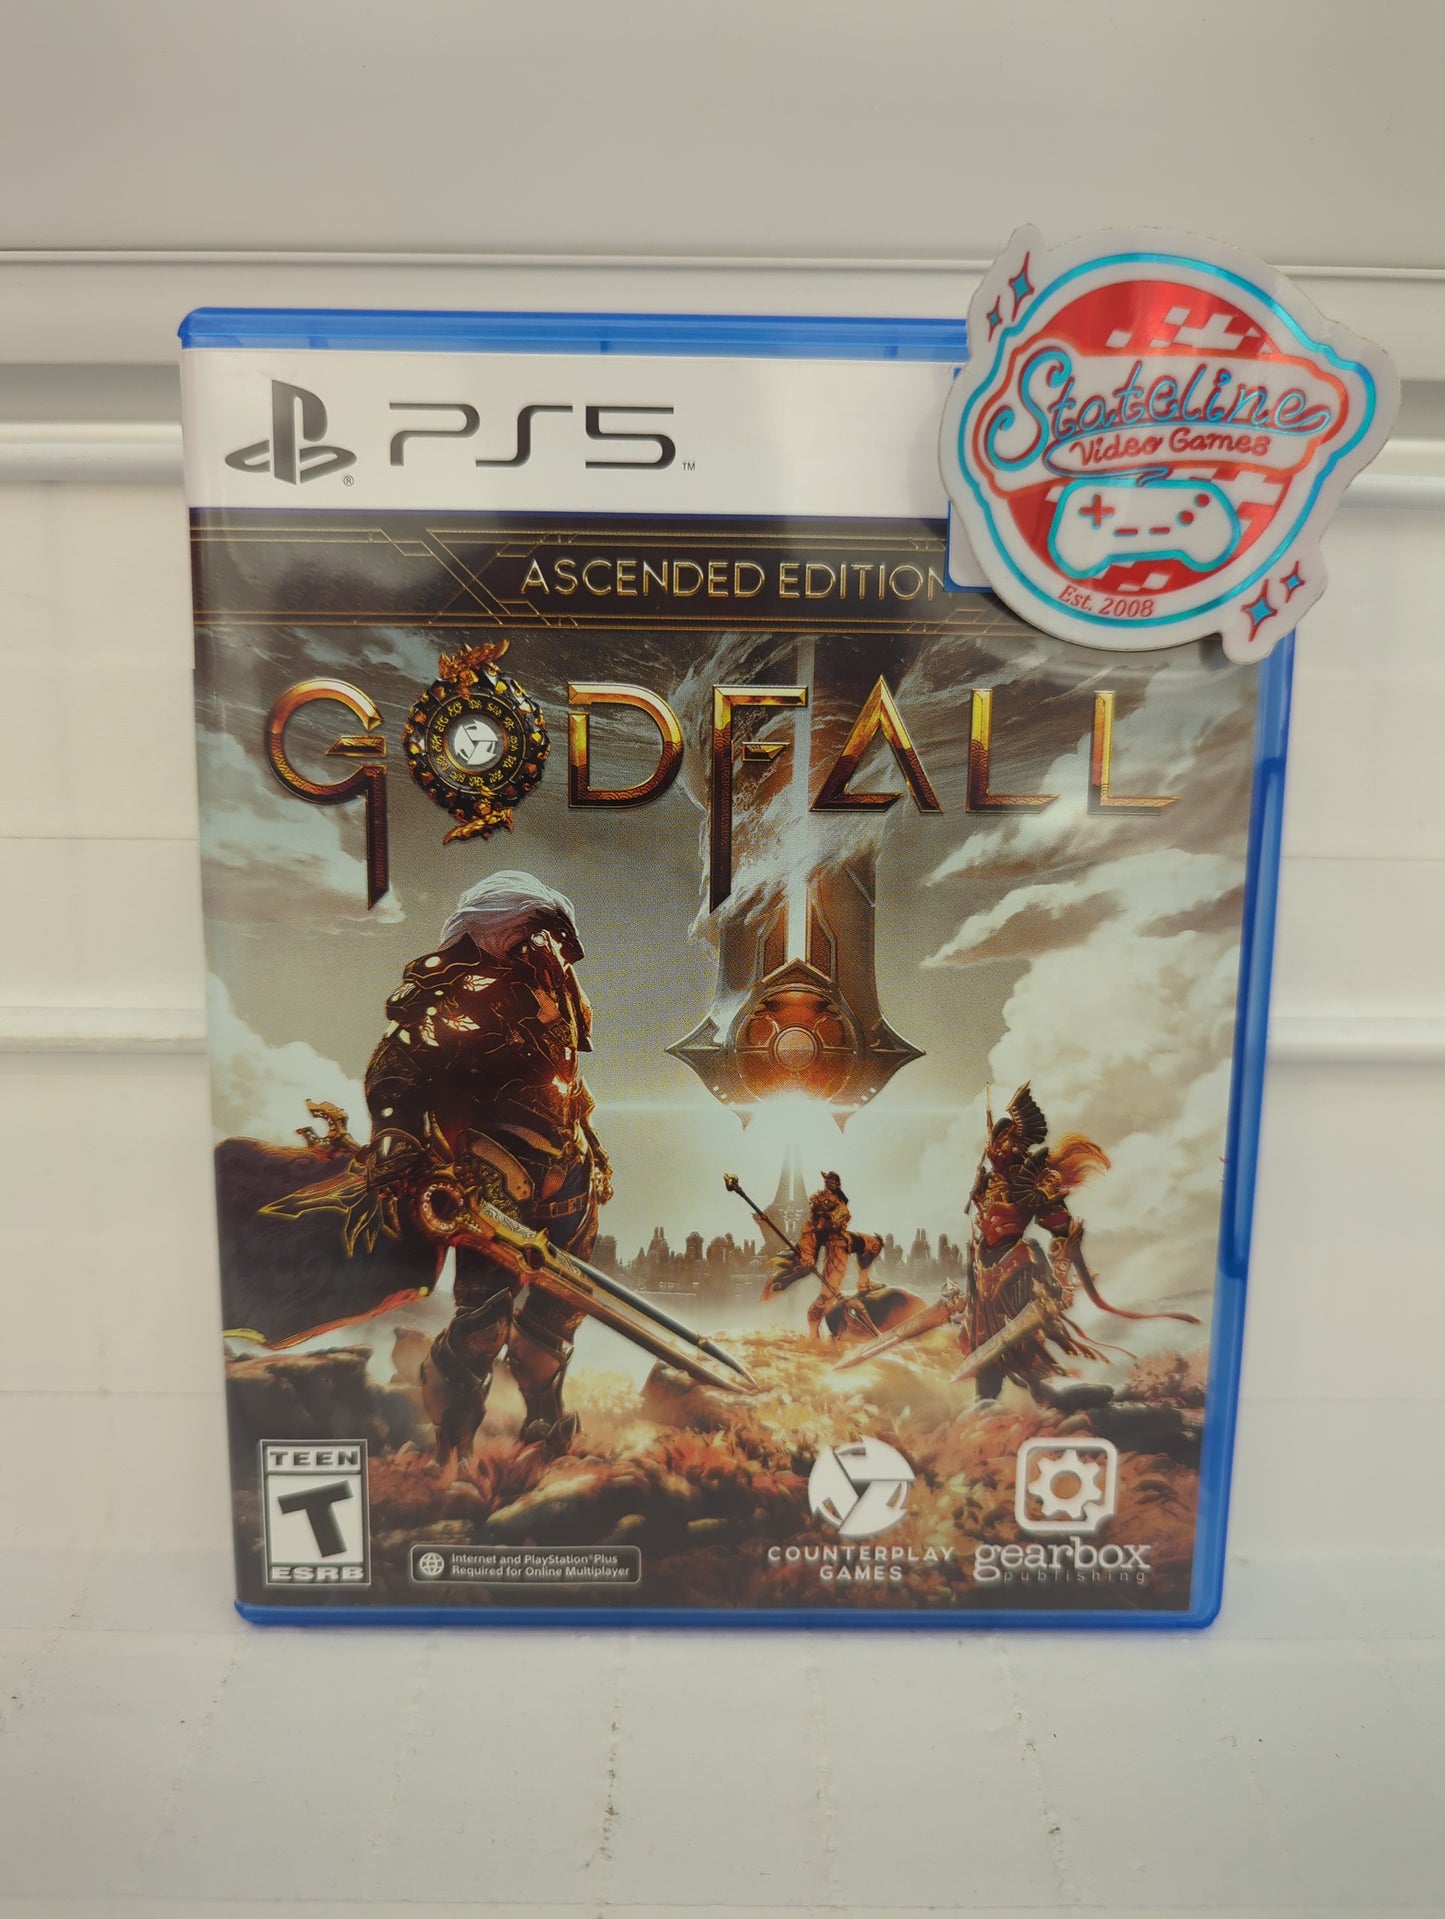 PS5™
ASCENDED EDITION
GODFALL
Stateline
Video Games
Est. 2008
TEEN
T
ESRB
Internet and PlayStation®Plus
Required for Online Multiplayer
COUNTERPLAY
GAMES
gearbox
publishing